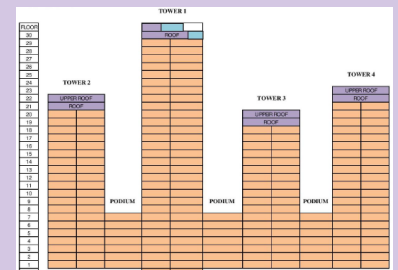 TOWER 1
FLOOR
30
ROOF
29
28
27
26
25
TOWER 4
24
TOWER 2
23
UPPER ROOF
22
UPPER ROOF
ROOF
TOWER 3
21
ROOF
20
UPPER ROOF
19
ROOF
18
17
16
15
14
13
12
11
10
9
PODIUM
PODIUM
PODIUM
8
7
6
5
4
3
2
1